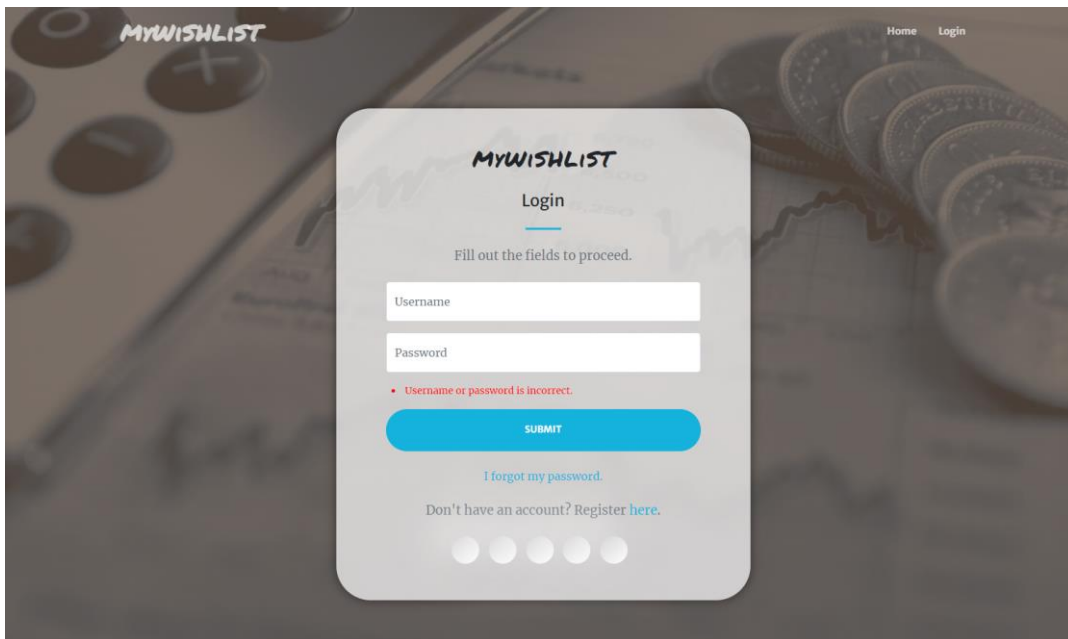 MYWISHLIST
Home Login
MYWISHLIST
Login
Fill out the fields to proceed.
Username
Password
• Username or password is incorrect.
SUBMIT
I forgot my password.
Don't have an account? Register here.